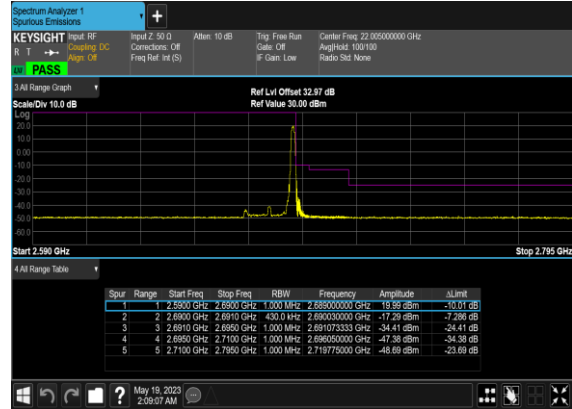 Spectrum Analyzer 1
Spurious Emissions
KEYSIGHT Input: RF
R T Coupling: DC
Align: Off
Input Z: 50 Ω
Corrections: Off
Freq Ref: Int (S)
Atten: 10 dB
Trig: Free Run
Gate: Off
IF Gain: Low
Center Freq: 22.005000000 GHz
Avg|Hold: 100/100
Radio Std: None
PASS
3 All Range Graph
Ref Lvl Offset 32.97 dB
Scale/Div 10.0 dB
Ref Value 30.00 dBm
Log
20.0
10.0
0.00
-10.0
-20.0
-30.0
-40.0
-50.0
-60.0
Start 2.590 GHz
Stop 2.795 GHz
4 All Range Table
Spur Range Start Freq Stop Freq RBW Frequency Amplitude ΔLimit
1 1 2.5900 GHz 2.6900 GHz 1.000 MHz 2.689000000 GHz 19.99 dBm -10.01 dB
2 2 2.6900 GHz 2.6910 GHz 430.0 kHz 2.690030000 GHz -17.29 dBm -7.286 dB
3 3 2.6910 GHz 2.6950 GHz 1.000 MHz 2.691073333 GHz -34.41 dBm -24.41 dB
4 4 2.6950 GHz 2.7100 GHz 1.000 MHz 2.696050000 GHz -47.38 dBm -34.38 dB
5 5 2.7100 GHz 2.7950 GHz 1.000 MHz 2.719775000 GHz -48.69 dBm -23.69 dB
May 19, 2023
2:09:07 AM